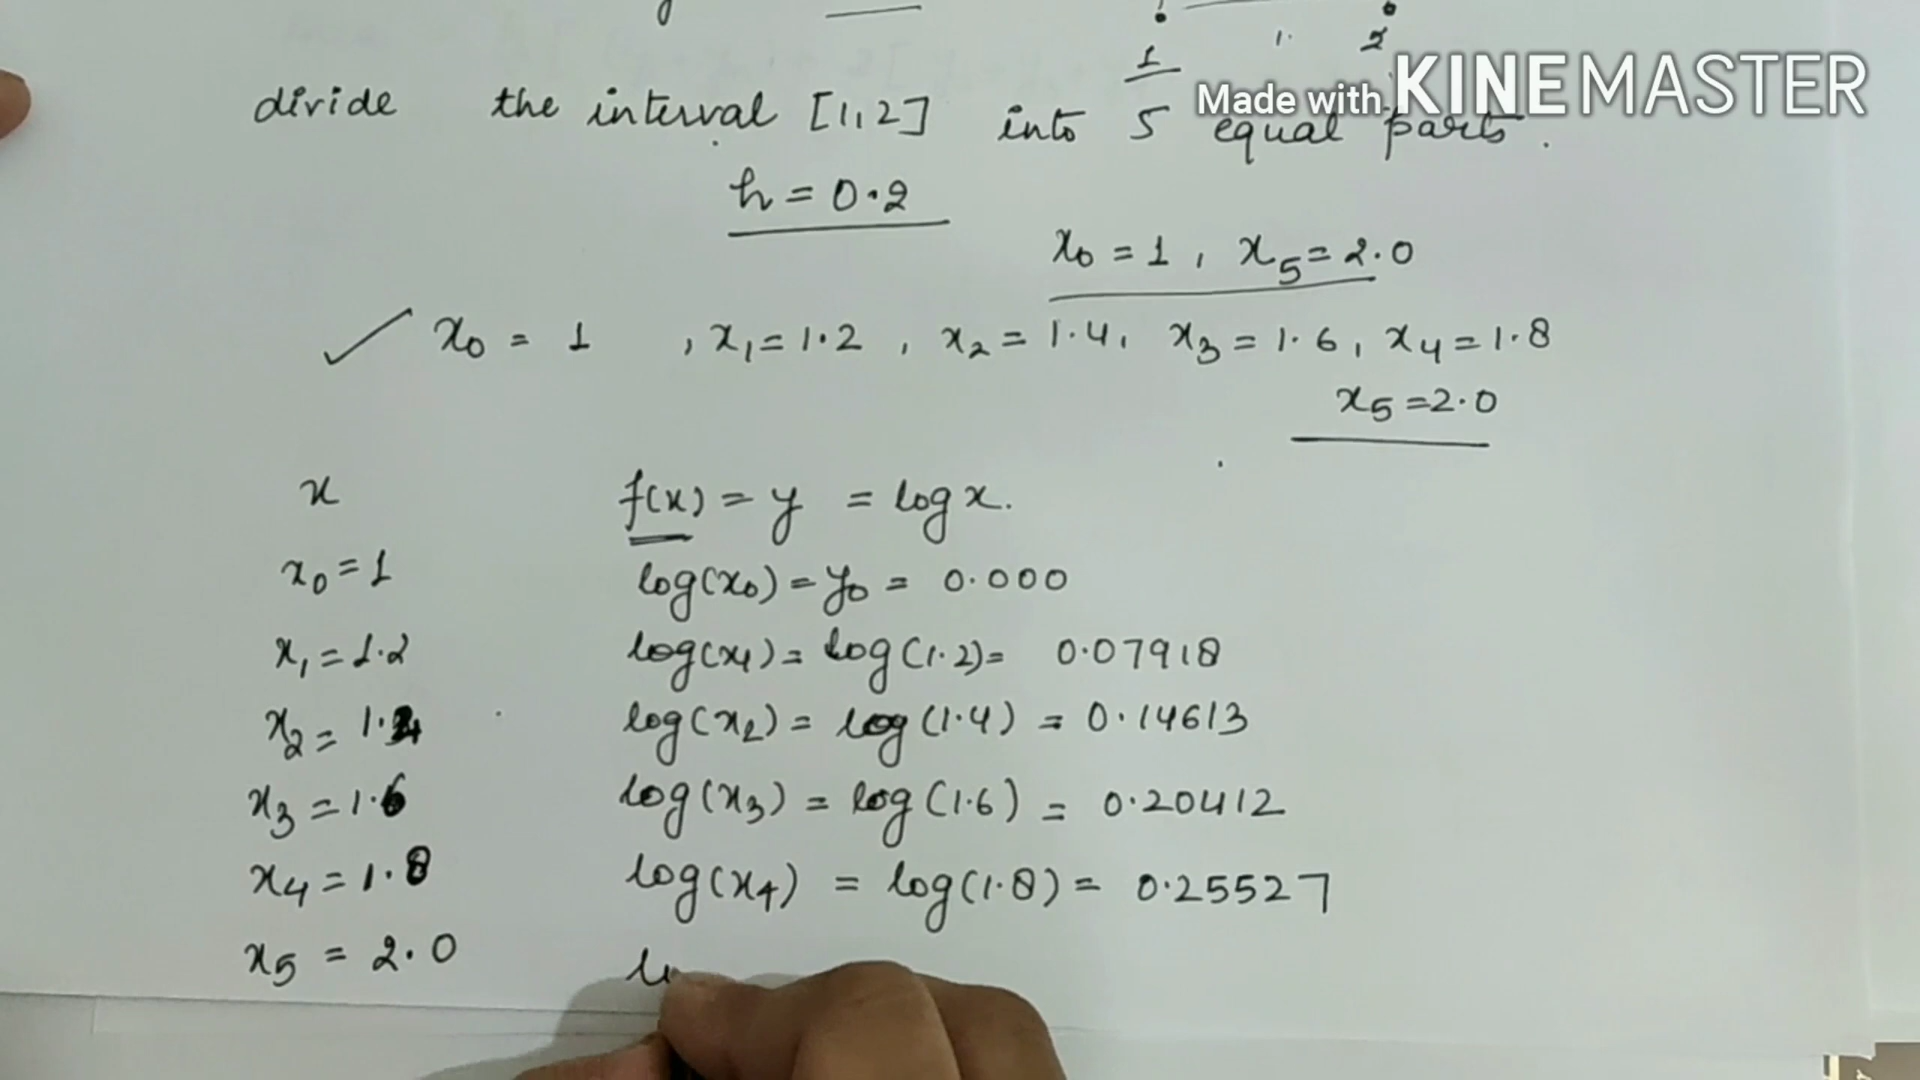 1 1. 2
Made with KINEMASTER
divide the interval [1,2] into 5 equal parts.
h = 0.2
x₀ = 1, x₅ = 2.0
✓ x₀ = 1, x₁ = 1.2, x₂ = 1.4, x₃ = 1.6, x₄ = 1.8
x₅ = 2.0
x f(x) = y = log x.
x₀ = 1 log(x₀) = y₀ = 0.000
x₁ = 1.2 log(x₁) = log(1.2) = 0.07918
x₂ = 1.4 log(x₂) = log(1.4) = 0.14613
x₃ = 1.6 log(x₃) = log(1.6) = 0.20412
x₄ = 1.8 log(x₄) = log(1.8) = 0.25527
x₅ = 2.0